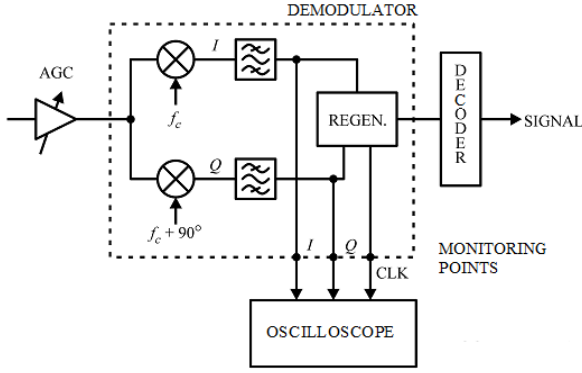 DEMODULATOR
I
AGC
fc
REGEN.
DECODER
SIGNAL
Q
fc + 90°
I
Q
CLK
MONITORING
POINTS
OSCILLOSCOPE